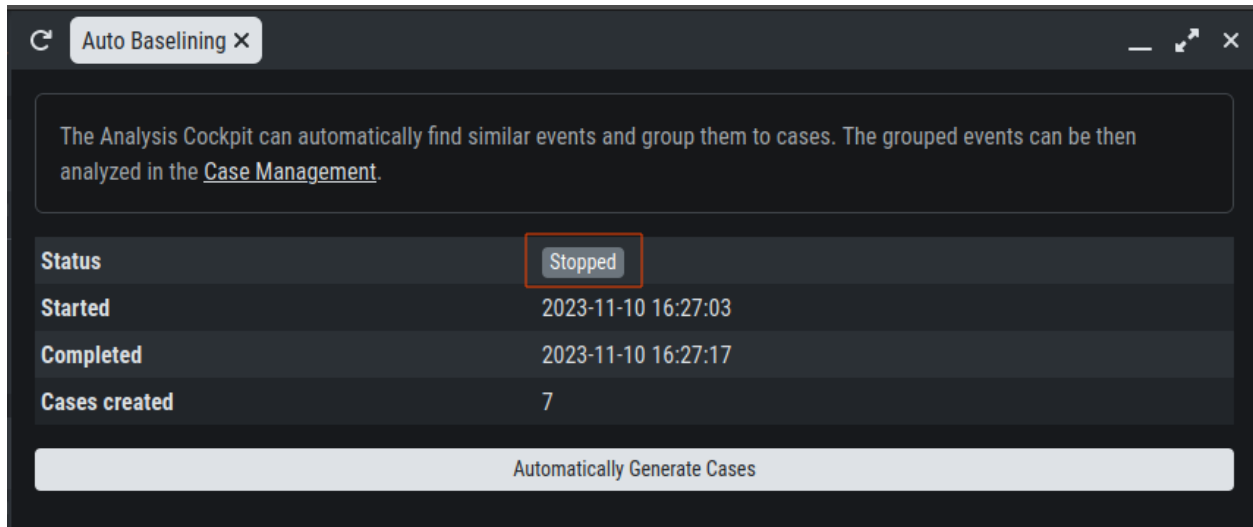 Auto Baselining
The Analysis Cockpit can automatically find similar events and group them to cases. The grouped events can be then
analyzed in the Case Management.
Status Stopped
Started 2023-11-10 16:27:03
Completed 2023-11-10 16:27:17
Cases created 7
Automatically Generate Cases